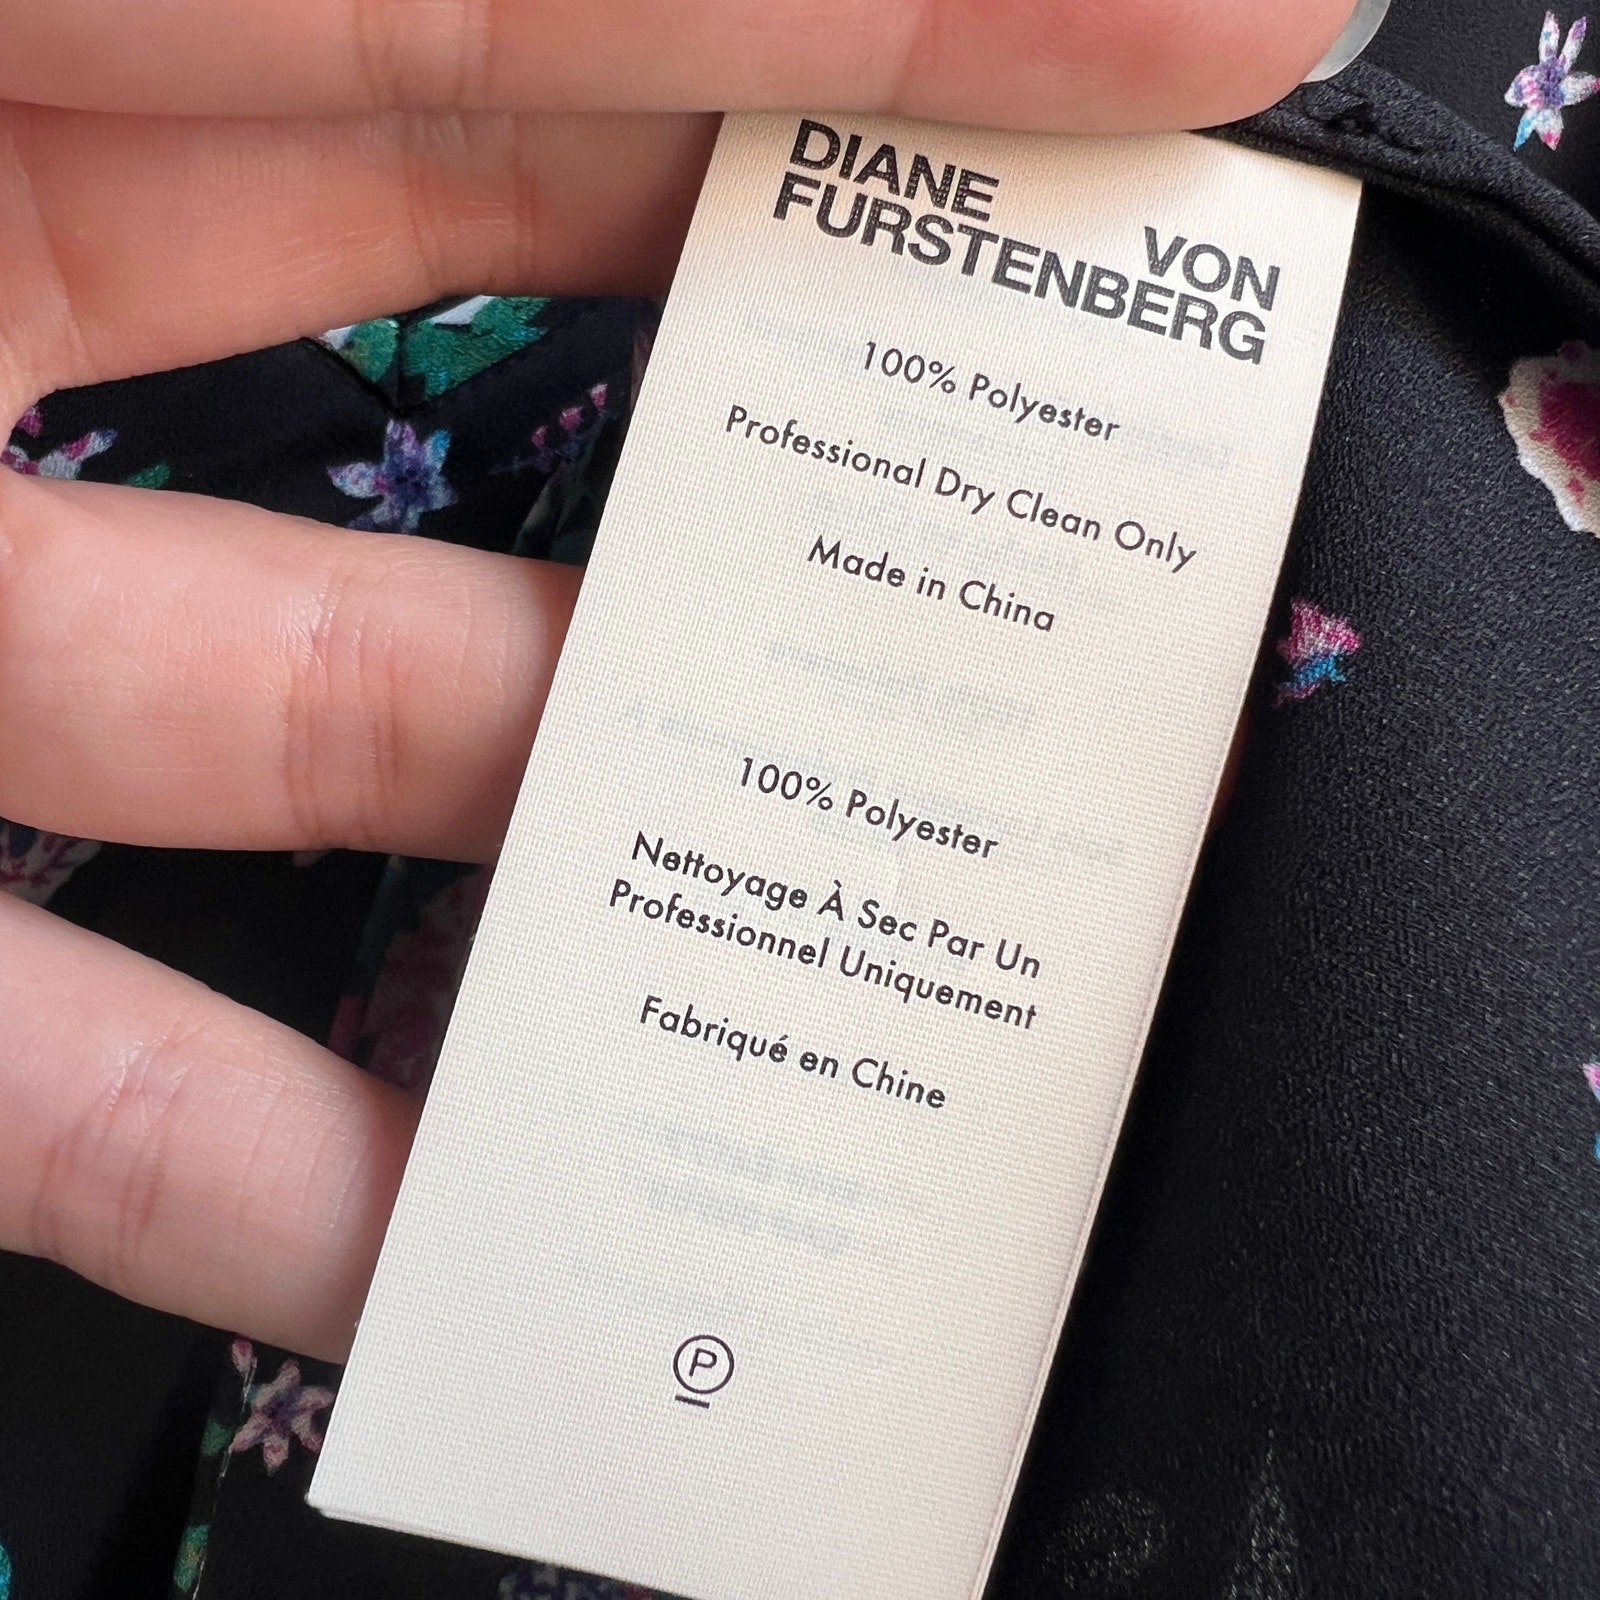 DIANE
VON
FURSTENBERG
100% Polyester
Professional Dry Clean Only
Made in China
100% Polyester
Nettoyage À Sec Par Un
Professionnel Uniquement
Fabriqué en Chine
P